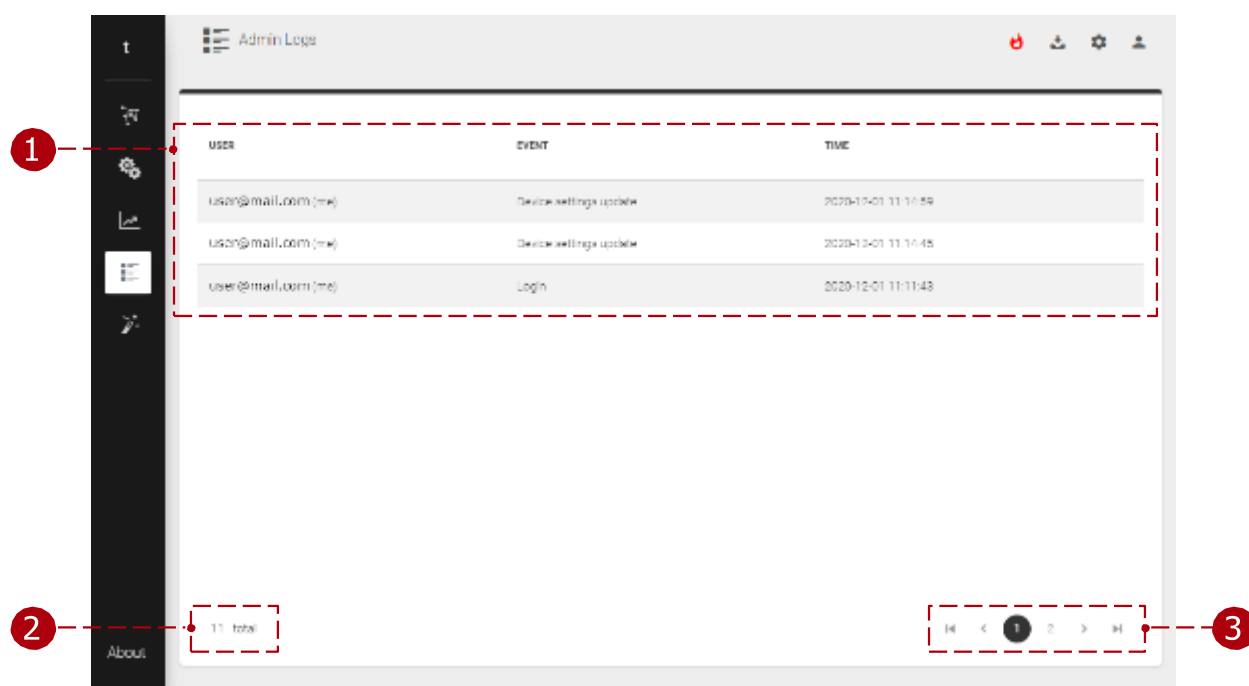 t
Admin Logs
1
USER EVENT TIME
user@mail.com (me) Device settings update 2020-12-01 11:14:59
user@mail.com (me) Device settings update 2020-12-01 11:14:45
user@mail.com (me) Login 2020-12-01 11:11:43
2
11 total
1 2
3
About